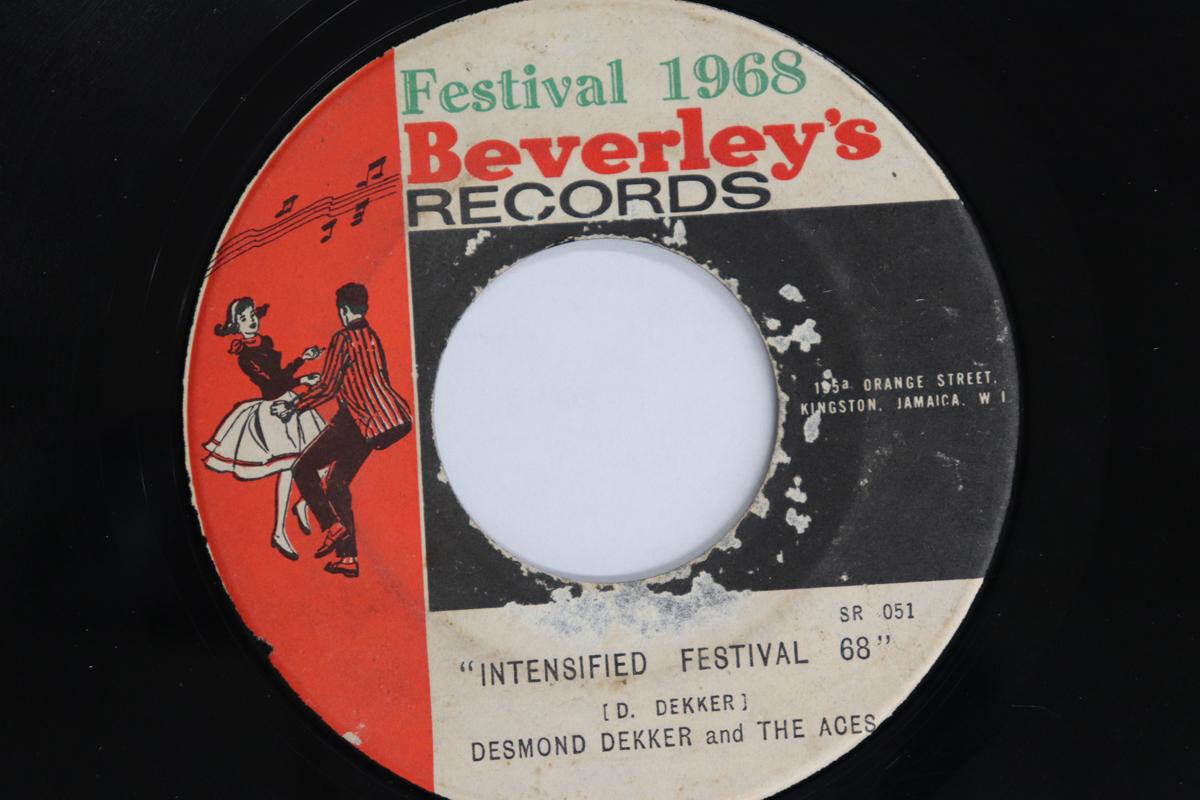 Festival 1968
Beverley's
RECORDS
ORANGE STREET,
KINGSTON, JAMAICA. W I
SR 051
“INTENSIFIED FESTIVAL 68”
[D. DEKKER]
DESMOND DEKKER and THE ACES